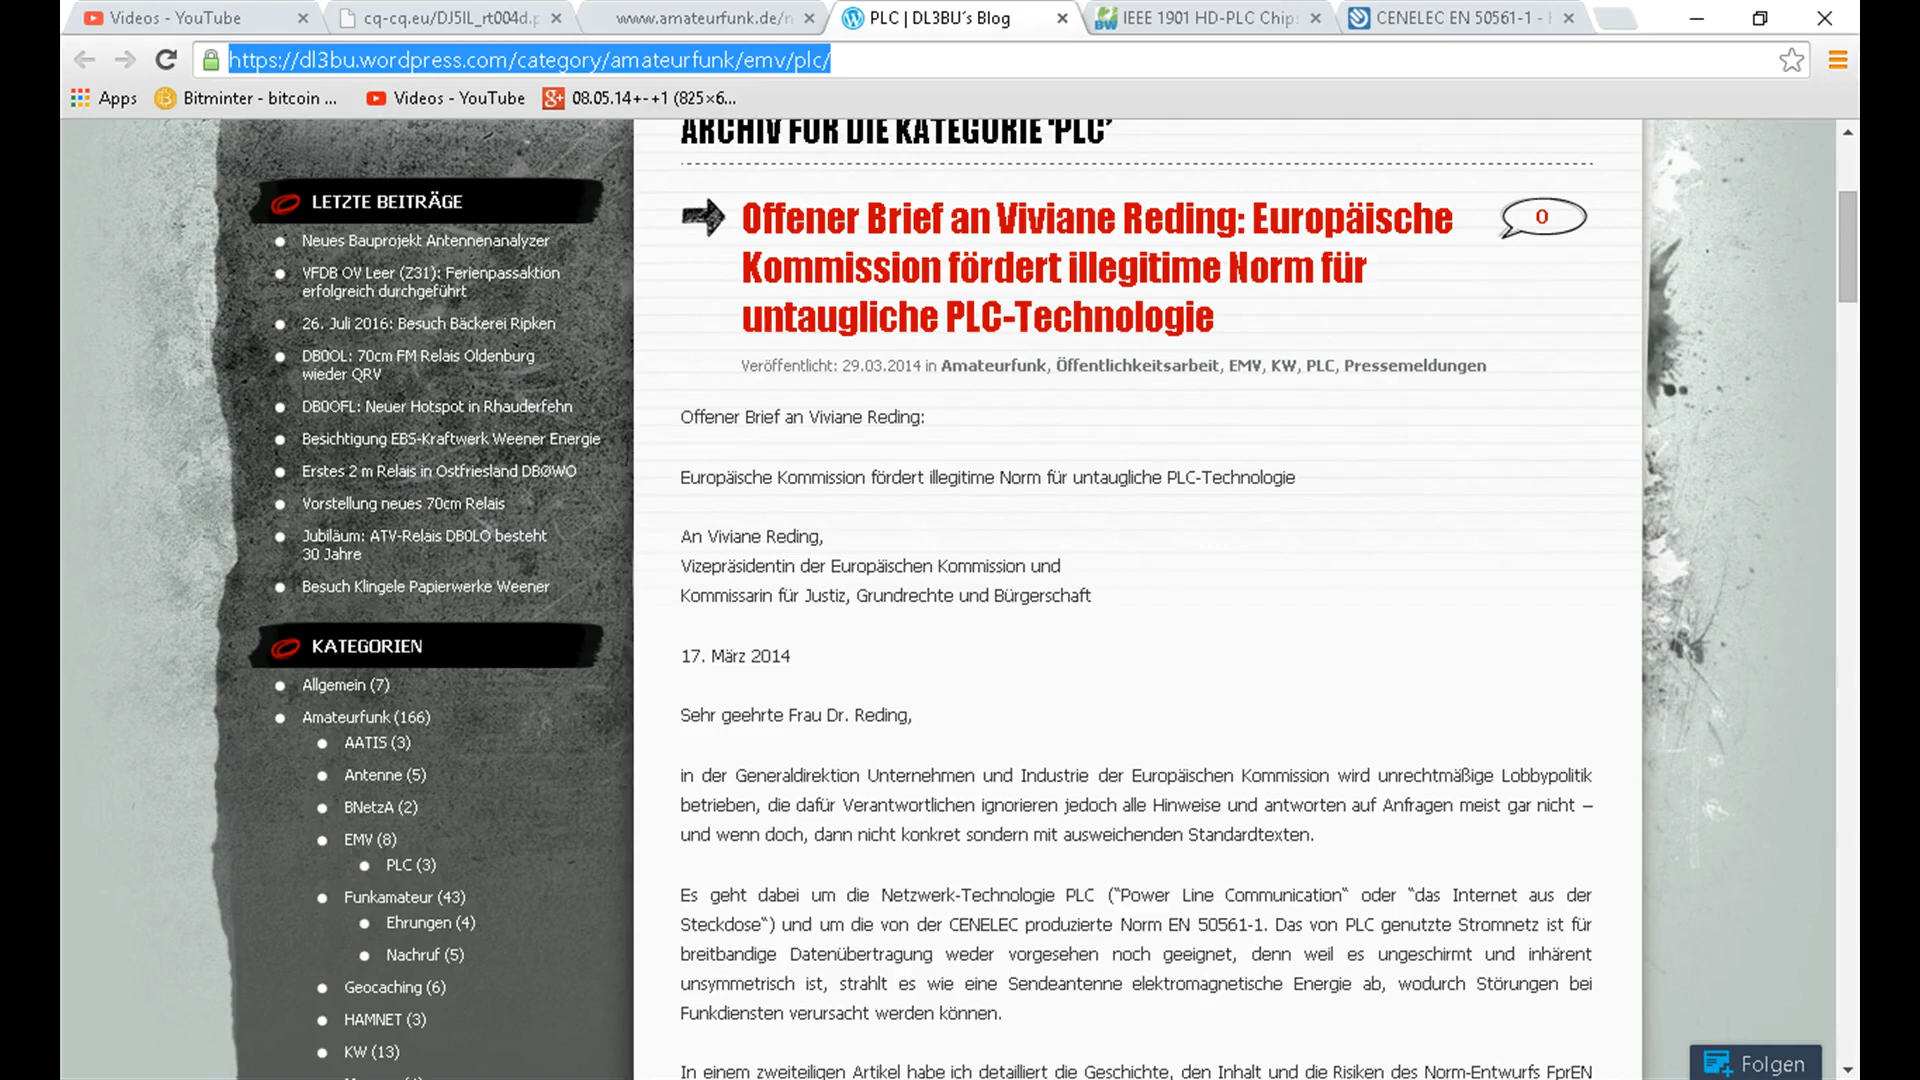 Videos - YouTube
cq-cq.eu/DJ5IL_rt004d.p
www.amateurfunk.de/n
PLC | DL3BU´s Blog
IEEE 1901 HD-PLC Chip
CENELEC EN 50561-1 -
https://dl3bu.wordpress.com/category/amateurfunk/emv/plc/
Apps
Bitminter - bitcoin ...
Videos - YouTube
08.05.14+-+1 (825×6...
ARCHIV FÜR DIE KATEGORIE ‘PLC’
LETZTE BEITRÄGE
Neues Bauprojekt Antennenanalyzer
VFDB OV Leer (Z31): Ferienpassaktion
erfolgreich durchgeführt
26. Juli 2016: Besuch Bäckerei Ripken
DB0OL: 70cm FM Relais Oldenburg
wieder QRV
DB0OFL: Neuer Hotspot in Rhauderfehn
Besichtigung EBS-Kraftwerk Weener Energie
Erstes 2 m Relais in Ostfriesland DBØWO
Vorstellung neues 70cm Relais
Jubiläum: ATV-Relais DB0LO besteht
30 Jahre
Besuch Klingele Papierwerke Weener
KATEGORIEN
Allgemein (7)
Amateurfunk (166)
AATIS (3)
Antenne (5)
BNetzA (2)
EMV (8)
PLC (3)
Funkamateur (43)
Ehrungen (4)
Nachruf (5)
Geocaching (6)
HAMNET (3)
KW (13)
Offener Brief an Viviane Reding: Europäische
Kommission fördert illegitime Norm für
untaugliche PLC-Technologie
0
Veröffentlicht: 29.03.2014 in Amateurfunk, Öffentlichkeitsarbeit, EMV, KW, PLC, Pressemeldungen
Offener Brief an Viviane Reding:
Europäische Kommission fördert illegitime Norm für untaugliche PLC-Technologie
An Viviane Reding,
Vizepräsidentin der Europäischen Kommission und
Kommissarin für Justiz, Grundrechte und Bürgerschaft
17. März 2014
Sehr geehrte Frau Dr. Reding,
in der Generaldirektion Unternehmen und Industrie der Europäischen Kommission wird unrechtmäßige Lobbypolitik
betrieben, die dafür Verantwortlichen ignorieren jedoch alle Hinweise und antworten auf Anfragen meist gar nicht –
und wenn doch, dann nicht konkret sondern mit ausweichenden Standardtexten.
Es geht dabei um die Netzwerk-Technologie PLC (“Power Line Communication“ oder “das Internet aus der
Steckdose“) und um die von der CENELEC produzierte Norm EN 50561-1. Das von PLC genutzte Stromnetz ist für
breitbandige Datenübertragung weder vorgesehen noch geeignet, denn weil es ungeschirmt und inhärent
unsymmetrisch ist, strahlt es wie eine Sendeantenne elektromagnetische Energie ab, wodurch Störungen bei
Funkdiensten verursacht werden können.
In einem zweiteiligen Artikel habe ich detailliert die Geschichte, den Inhalt und die Risiken des Norm-Entwurfs FprEN
Folgen